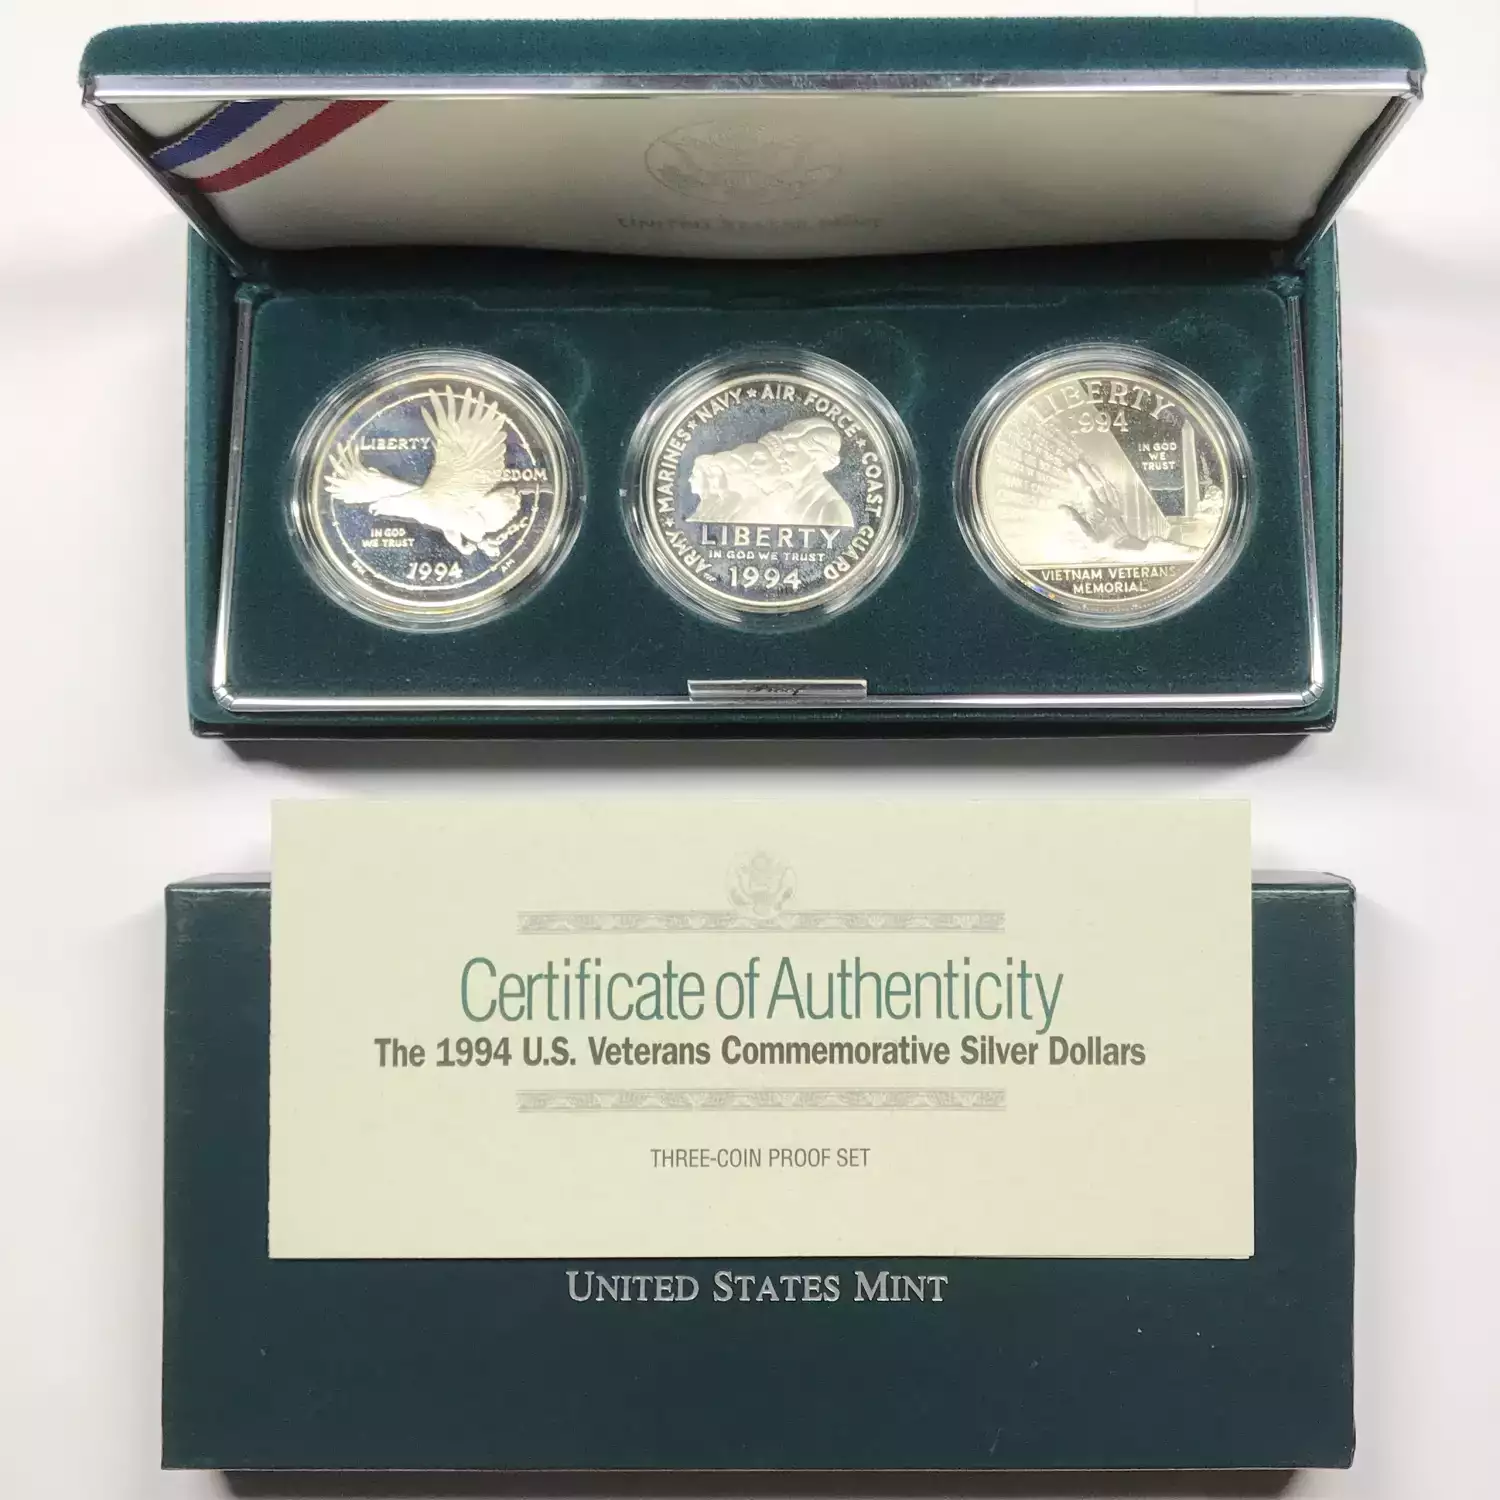 UNITED STATES MINT
LIBERTY
FREEDOM
IN GOD
WE TRUST
1994
ARMY ★ MARINES ★ NAVY ★ AIR FORCE ★ COAST GUARD
LIBERTY
IN GOD WE TRUST
1994
LIBERTY
1994
IN GOD
WE
TRUST
VIETNAM VETERANS
MEMORIAL
Certificate of Authenticity
The 1994 U.S. Veterans Commemorative Silver Dollars
THREE-COIN PROOF SET
UNITED STATES MINT